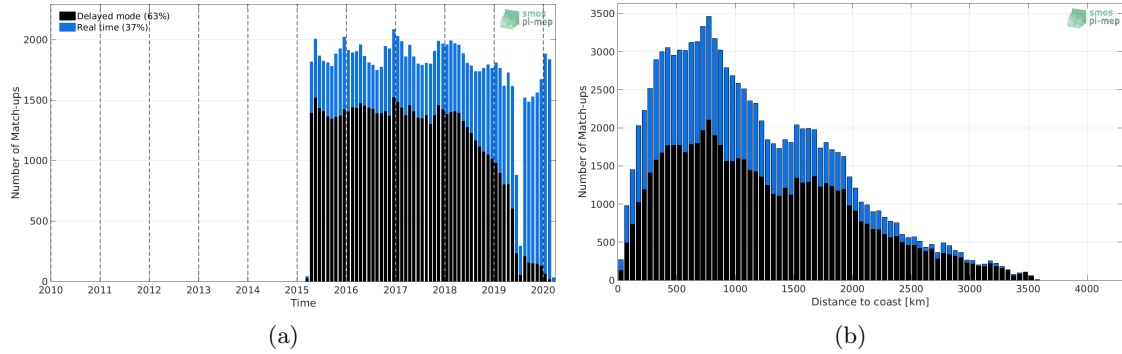 Delayed mode (63%)
Real time (37%)
smos
pi-mep
Number of Match-ups
2000
1500
1000
500
0
2010 2011 2012 2013 2014 2015 2016 2017 2018 2019 2020
Time
(a)
smos
pi-mep
Number of Match-ups
3500
3000
2500
2000
1500
1000
500
0
0 500 1000 1500 2000 2500 3000 3500 4000
Distance to coast [km]
(b)